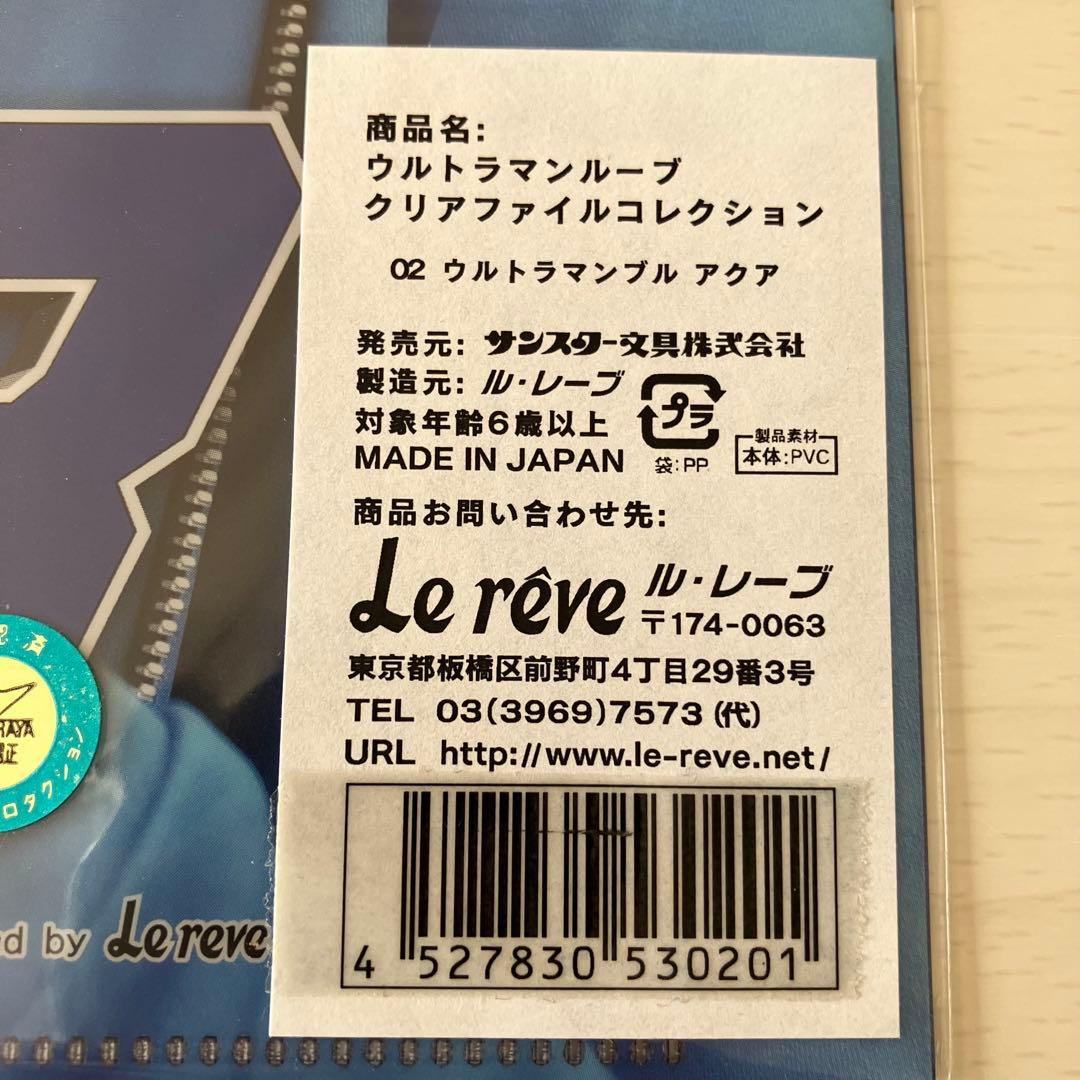 商品名:
ウルトラマンルーブ
クリアファイルコレクション
02 ウルトラマンブル アクア
発売元: サンスター文具株式会社
製造元: ル・レーブ
対象年齢6歳以上
MADE IN JAPAN
プラ
袋:PP
製品素材
本体:PVC
商品お問い合わせ先:
Le rêve ル・レーブ
〒174-0063
東京都板橋区前野町4丁目29番3号
TEL 03(3969)7573 (代)
URL http://www.le-reve.net/
4 527830 530201
by Le reve